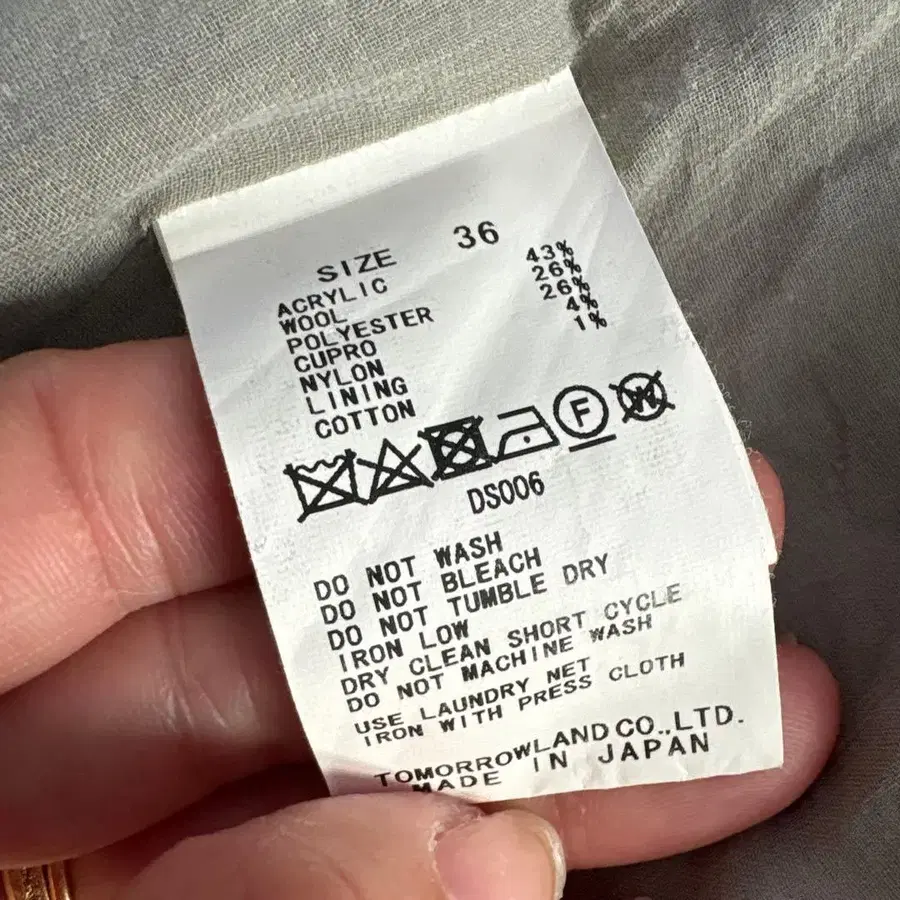 SIZE 36
ACRYLIC 43%
WOOL 26%
POLYESTER 26%
CUPRO 4%
NYLON 1%
LINING
COTTON
F W
DS006
DO NOT WASH
DO NOT BLEACH
DO NOT TUMBLE DRY
IRON LOW
DRY CLEAN SHORT CYCLE
DO NOT MACHINE WASH
USE LAUNDRY NET
IRON WITH PRESS CLOTH
TOMORROWLAND CO.,LTD.
MADE IN JAPAN